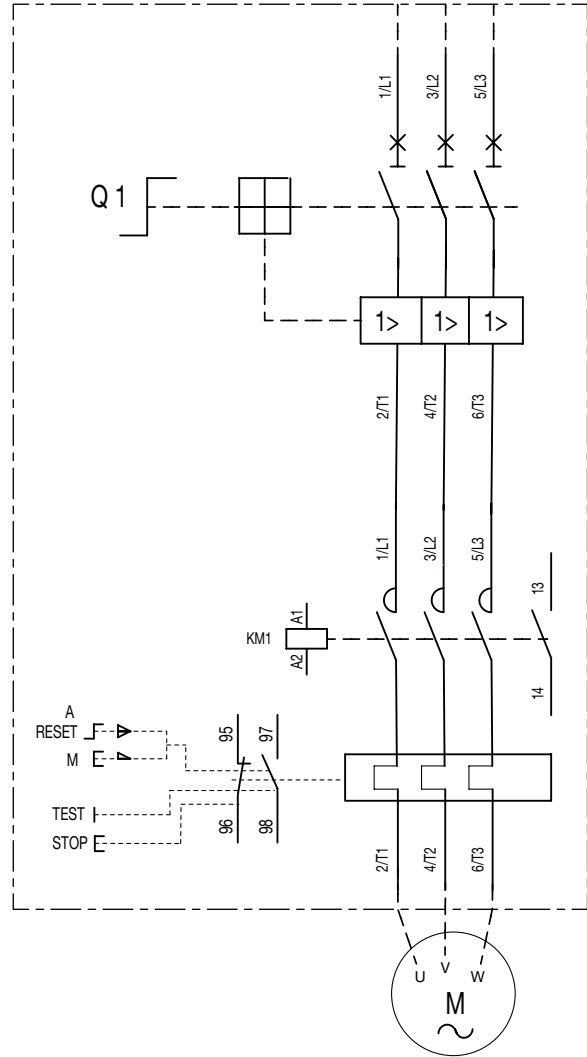 1/L1 3/L2 5/L3
Q1
1> 1> 1>
2/T1 4/T2 6/T3
1/L1 3/L2 5/L3
13
A1
KM1
A2
14
A
RESET
M
95 97
TEST
STOP
96 98
2/T1 4/T2 6/T3
U V W
M